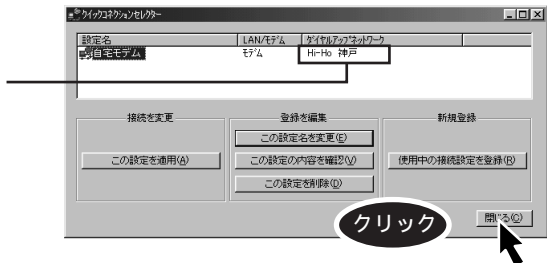 クイックコネクションセレクター
設定名 LAN/モデム ダイヤルアップネットワーク
自宅モデム モデム Hi-Ho 神戸
接続を変更 登録を編集 新規登録
この設定名を変更(E)
この設定を適用(A) この設定の内容を確認(V) 使用中の接続設定を登録(R)
この設定を削除(D)
クリック 閉じる(C)